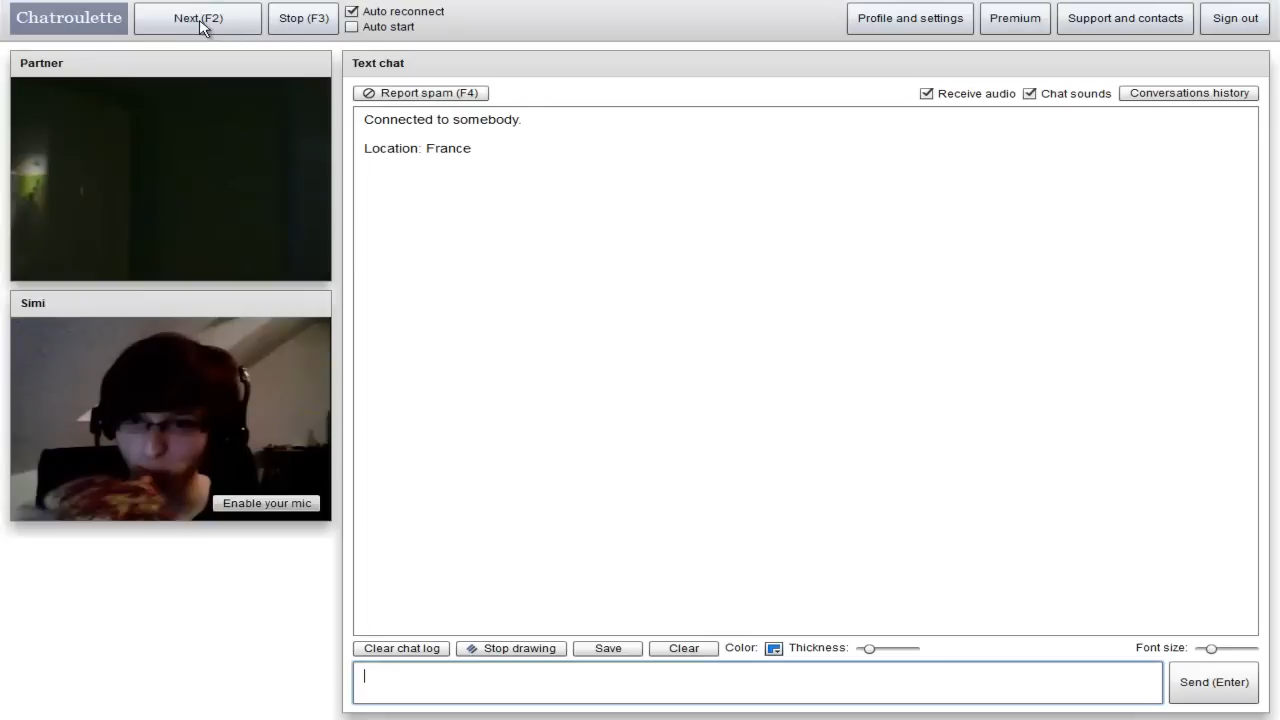 Chatroulette
Next (F2)
Stop (F3)
Auto reconnect
Auto start
Profile and settings
Premium
Support and contacts
Sign out
Partner
Simi
Enable your mic
Text chat
Report spam (F4)
Receive audio
Chat sounds
Conversations history
Connected to somebody.
Location: France
Clear chat log
Stop drawing
Save
Clear
Color:
Thickness:
Font size:
Send (Enter)